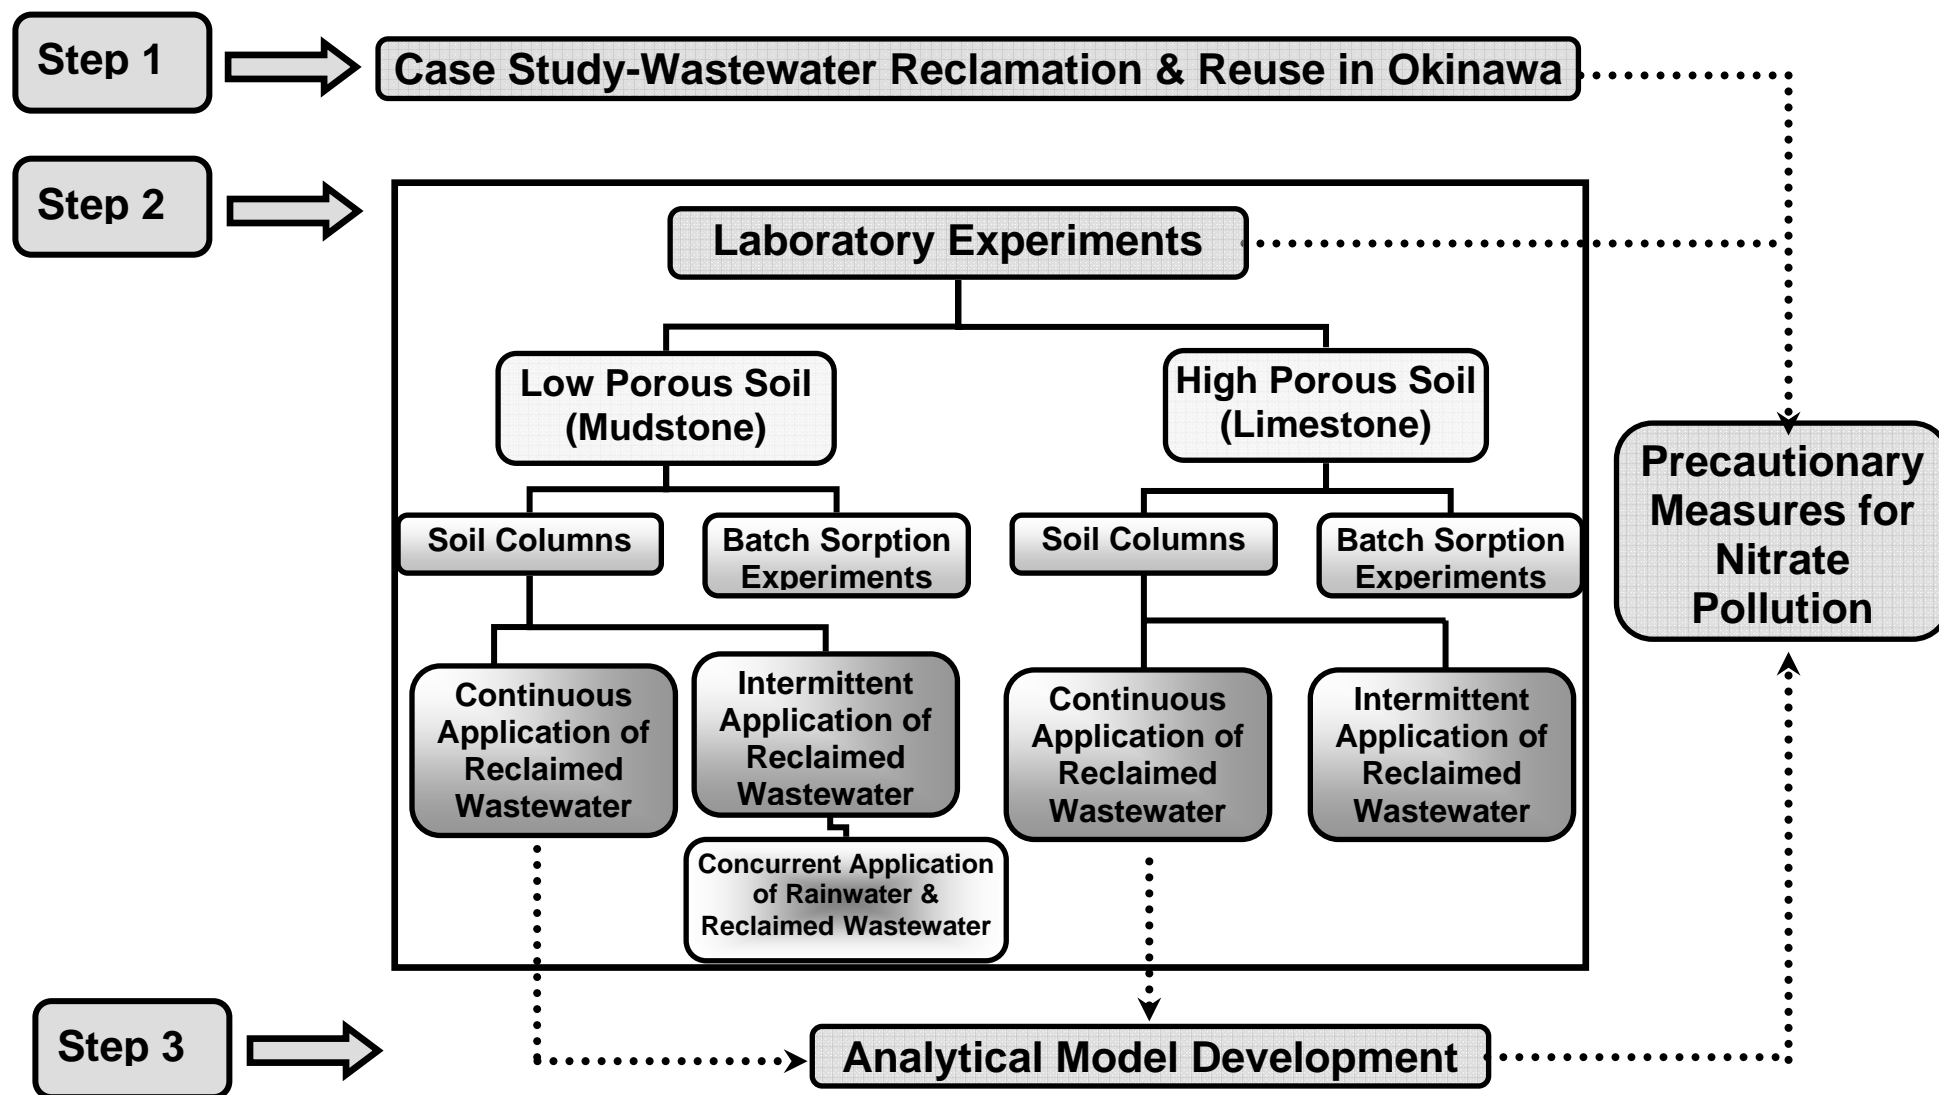 Step 1
Case Study-Wastewater Reclamation & Reuse in Okinawa
Step 2
Laboratory Experiments
Low Porous Soil
(Mudstone)
High Porous Soil
(Limestone)
Precautionary
Measures for
Nitrate
Pollution
Soil Columns
Batch Sorption
Experiments
Soil Columns
Batch Sorption
Experiments
Continuous
Application of
Reclaimed
Wastewater
Intermittent
Application of
Reclaimed
Wastewater
Continuous
Application of
Reclaimed
Wastewater
Intermittent
Application of
Reclaimed
Wastewater
Concurrent Application
of Rainwater &
Reclaimed Wastewater
Step 3
Analytical Model Development